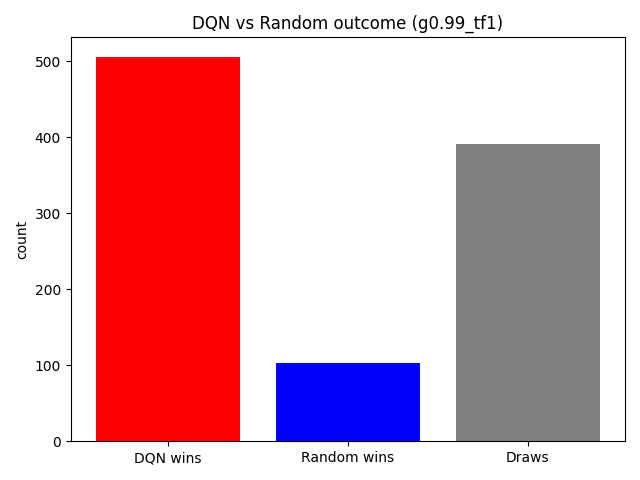 DQN vs Random outcome (g0.99_tf1)
500
400
300
200
100
0
count
DQN wins
Random wins
Draws